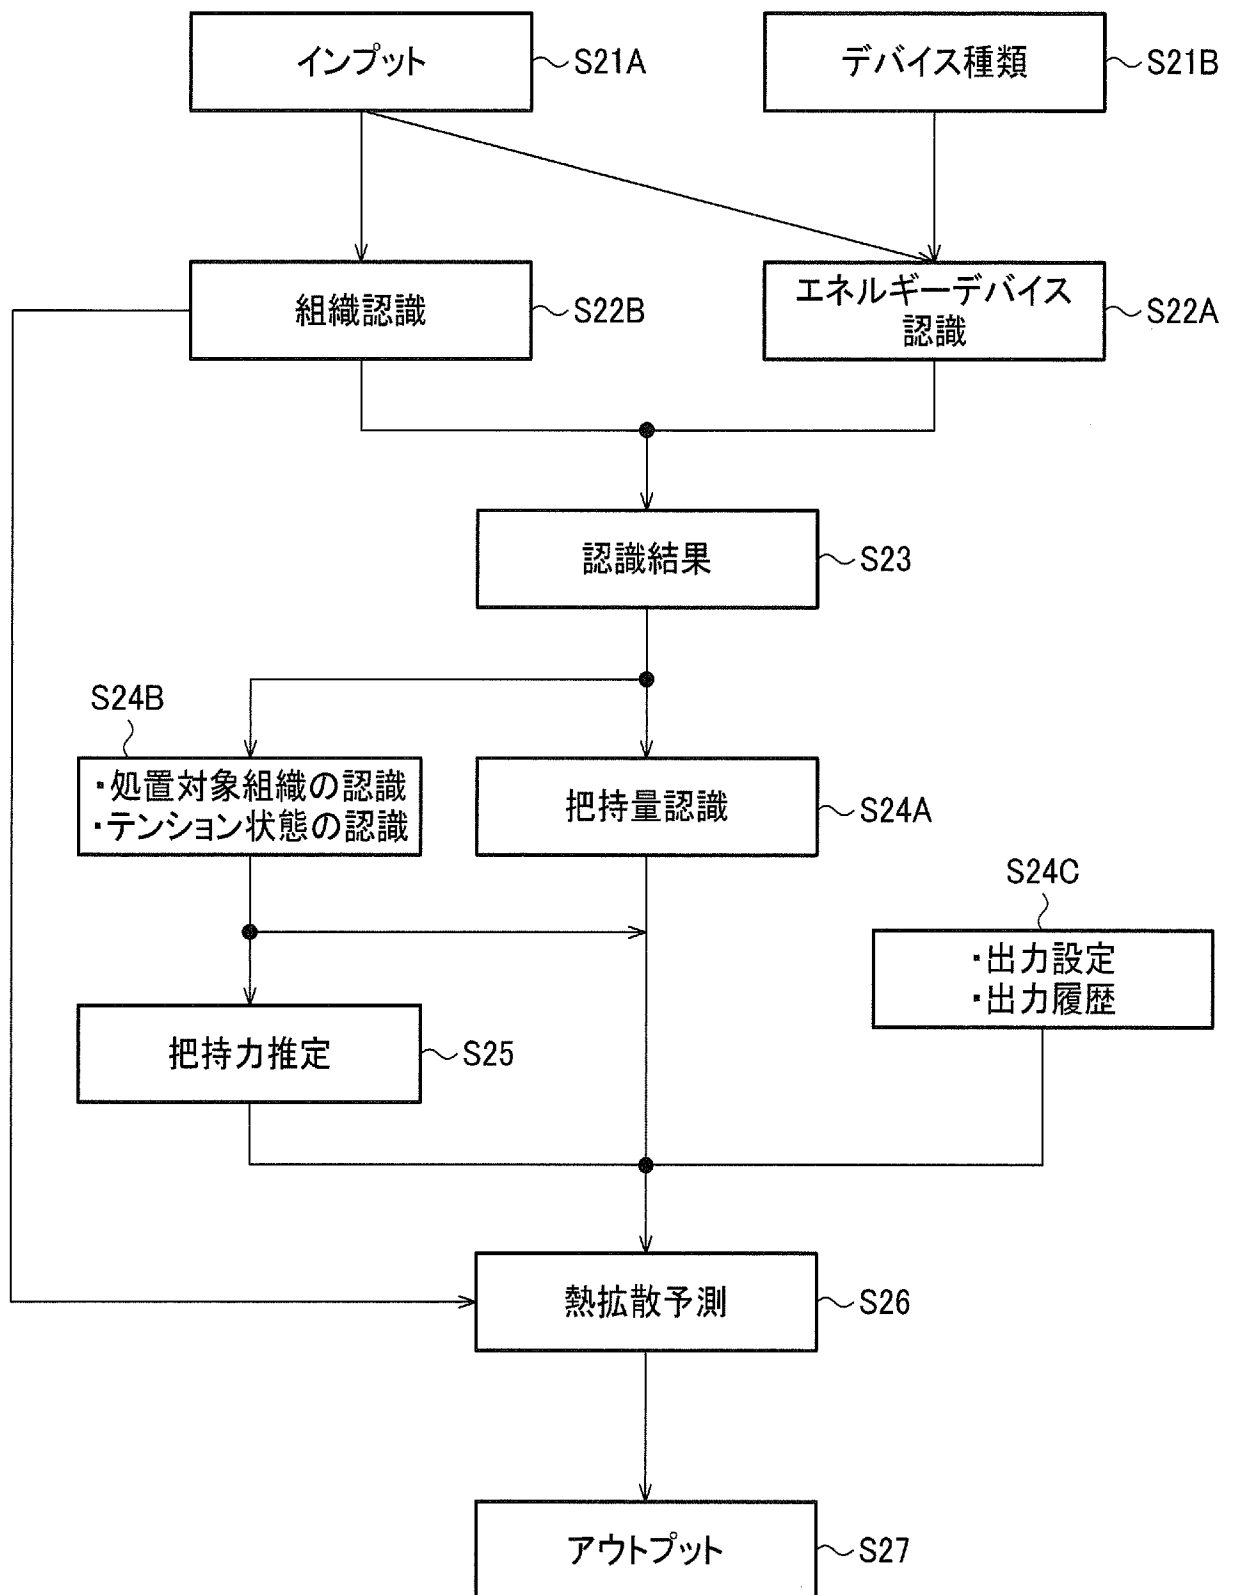 インプット
S21A
デバイス種類
S21B
組織認識
S22B
エネルギーデバイス
認識
S22A
認識結果
S23
S24B
・処置対象組織の認識
・テンション状態の認識
把持量認識
S24A
S24C
・出力設定
・出力履歴
把持力推定
S25
熱拡散予測
S26
アウトプット
S27